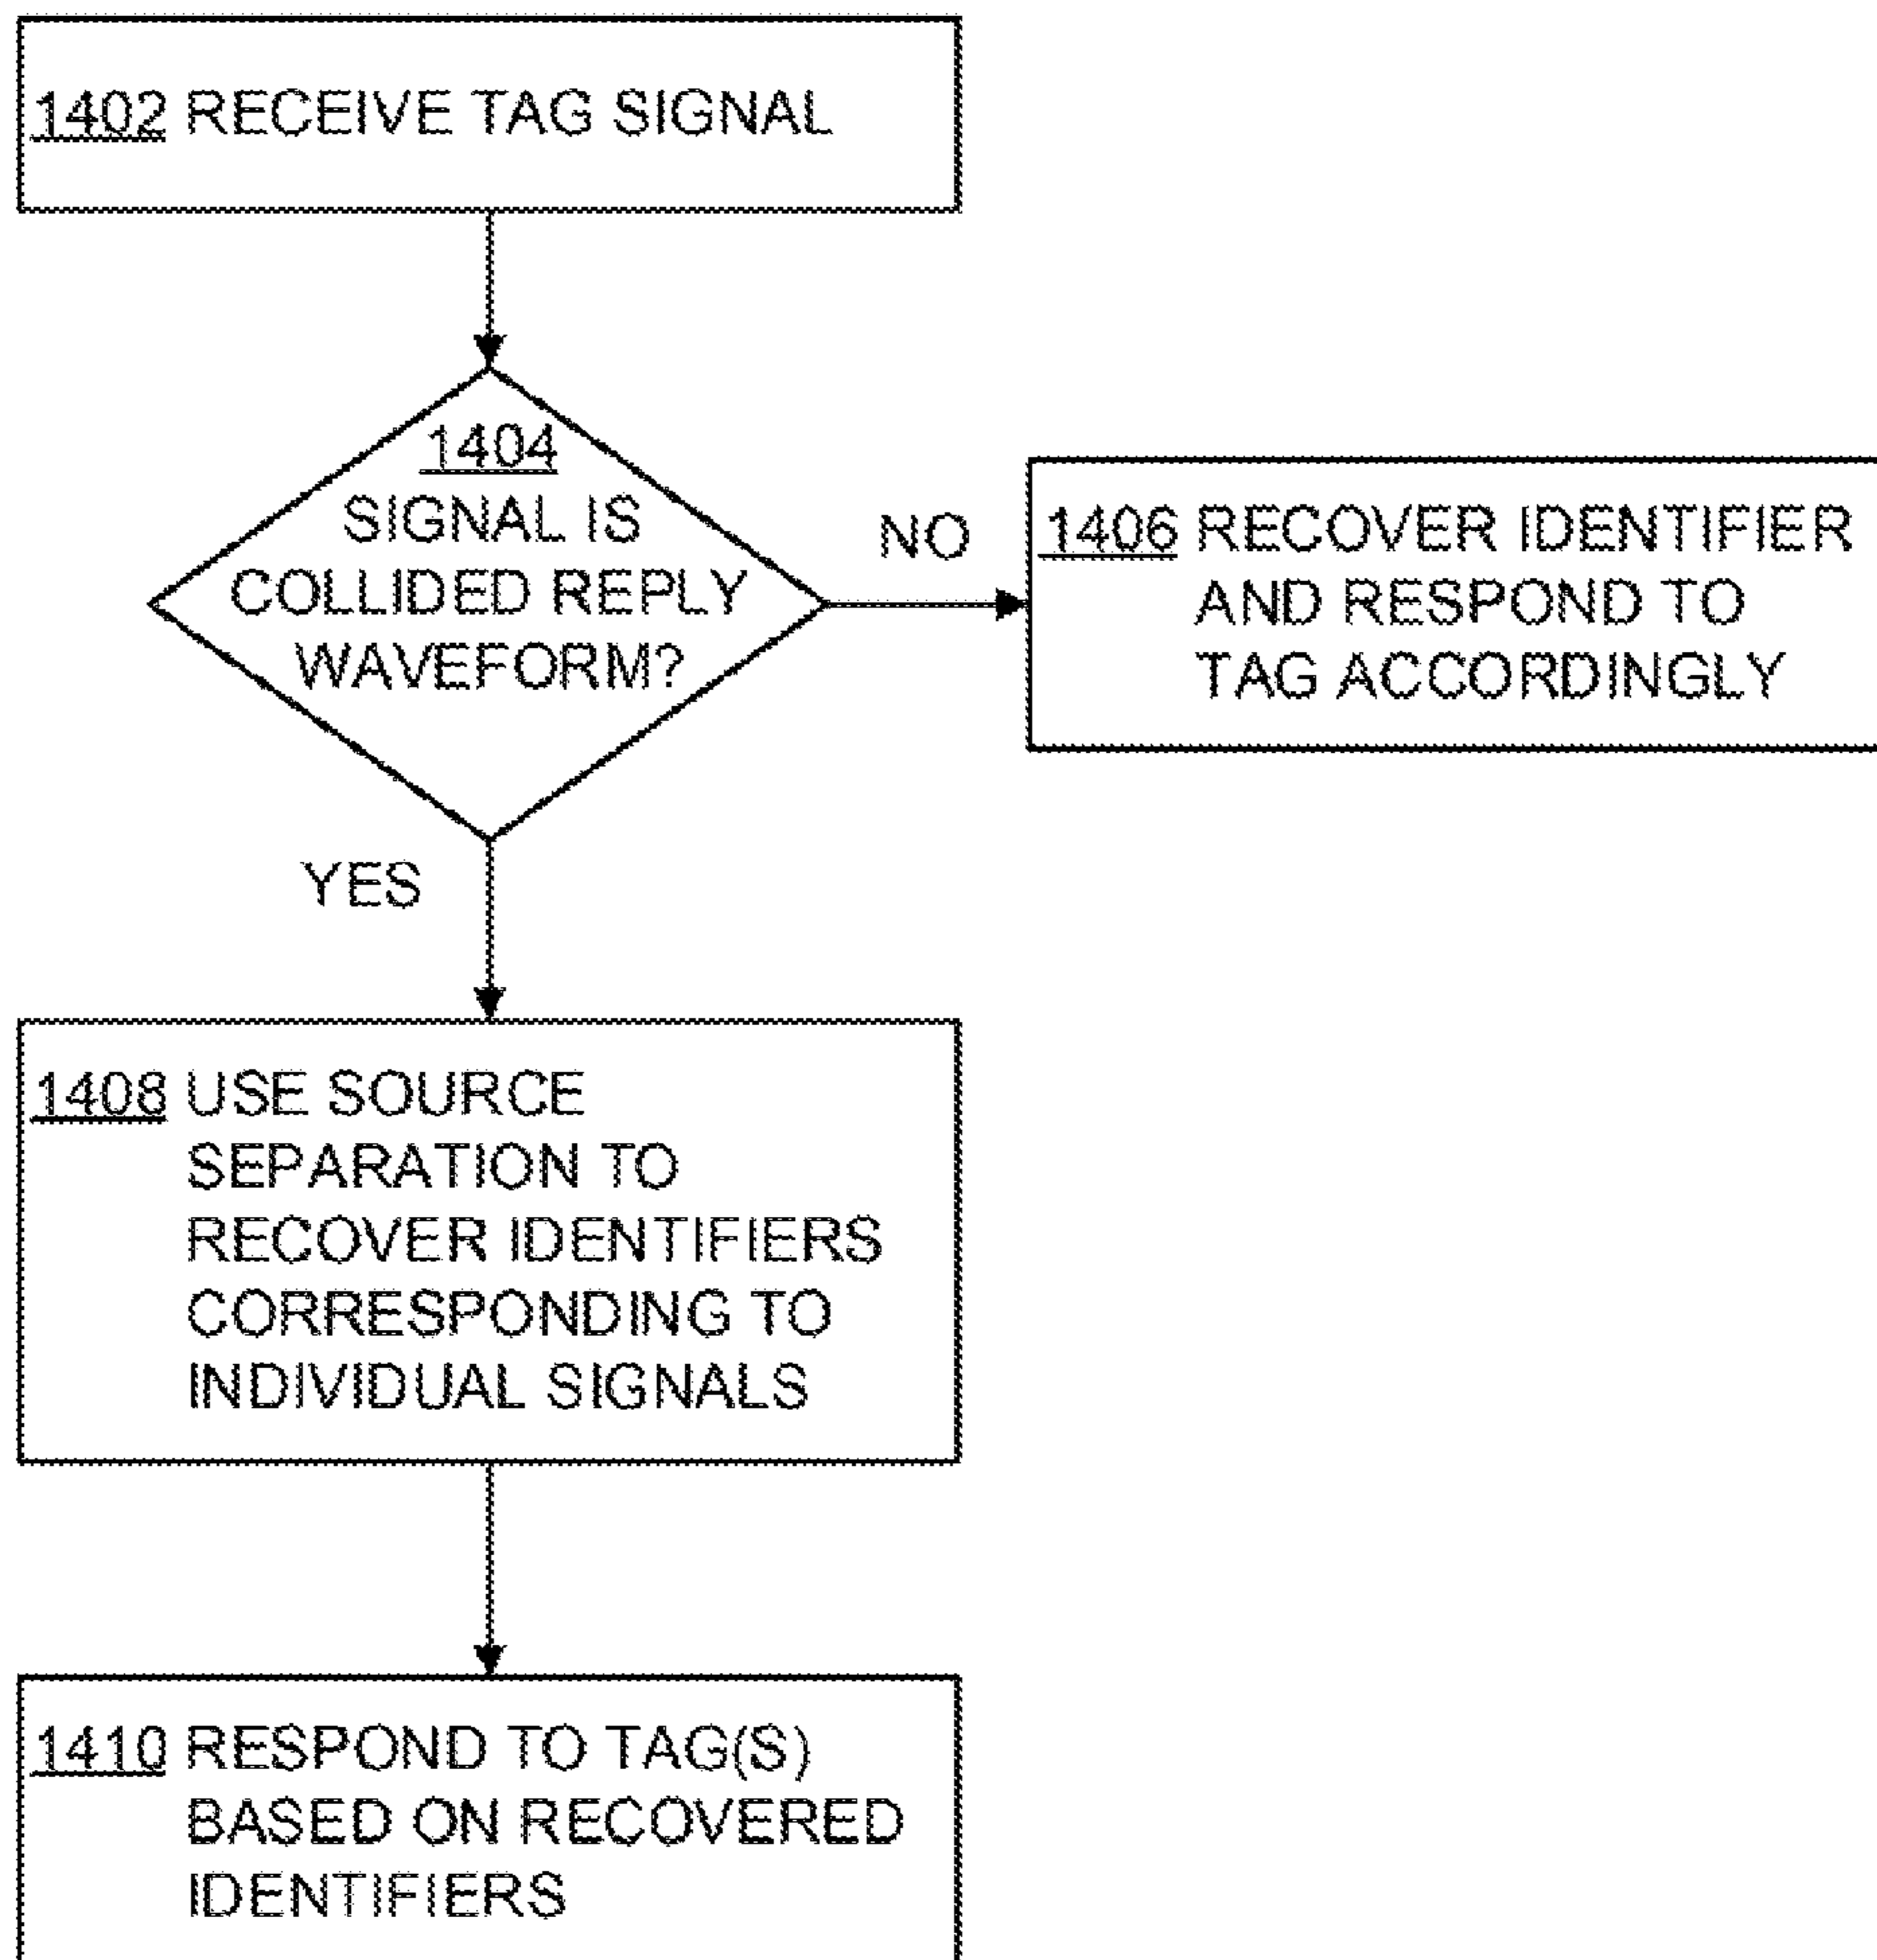 1402 RECEIVE TAG SIGNAL
1404
SIGNAL IS
COLLIDED REPLY
WAVEFORM?
NO
1406 RECOVER IDENTIFIER
AND RESPOND TO
TAG ACCORDINGLY
YES
1408 USE SOURCE
SEPARATION TO
RECOVER IDENTIFIERS
CORRESPONDING TO
INDIVIDUAL SIGNALS
1410 RESPOND TO TAG(S)
BASED ON RECOVERED
IDENTIFIERS